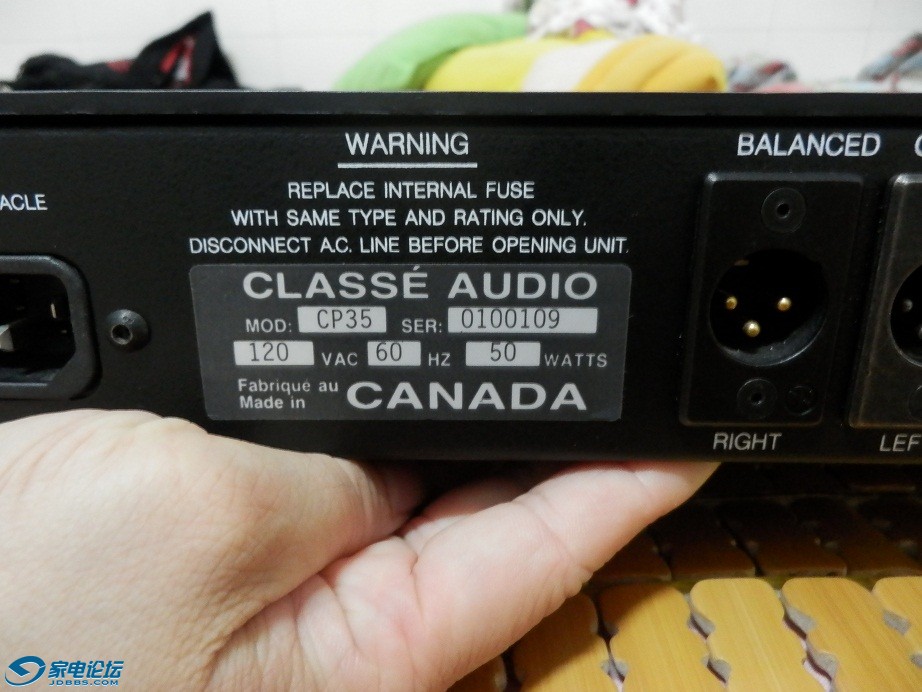 WARNING
REPLACE INTERNAL FUSE
WITH SAME TYPE AND RATING ONLY.
DISCONNECT A.C. LINE BEFORE OPENING UNIT.
ACLE
BALANCED
CLASSÉ AUDIO
MOD: CP35 SER: 0100109
120 VAC 60 HZ 50 WATTS
Fabriqué au
Made in
CANADA
RIGHT
LEF
家电论坛
JDBBS.COM